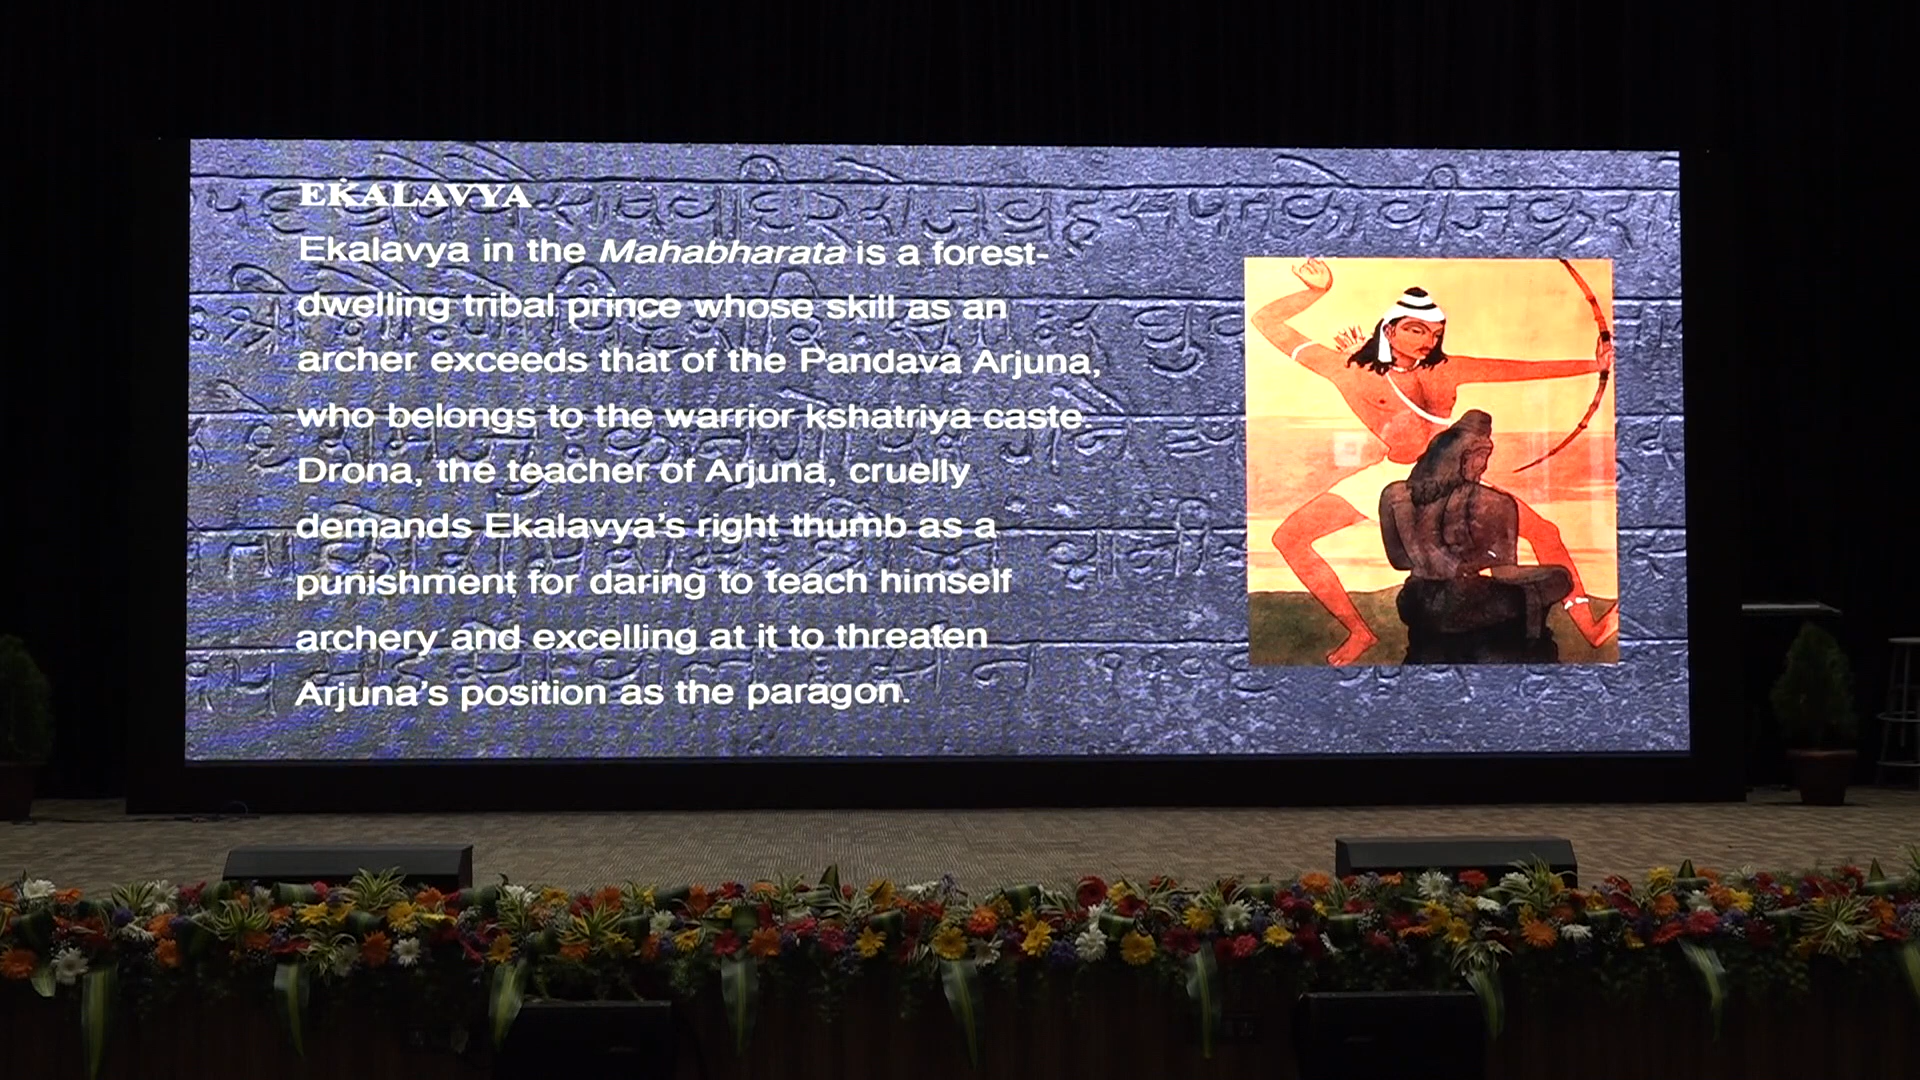 EKALAVYA
Ekalavya in the Mahabharata is a forest-
dwelling tribal prince whose skill as an
archer exceeds that of the Pandava Arjuna,
who belongs to the warrior kshatriya caste.
Drona, the teacher of Arjuna, cruelly
demands Ekalavya's right thumb as a
punishment for daring to teach himself
archery and excelling at it to threaten
Arjuna's position as the paragon.